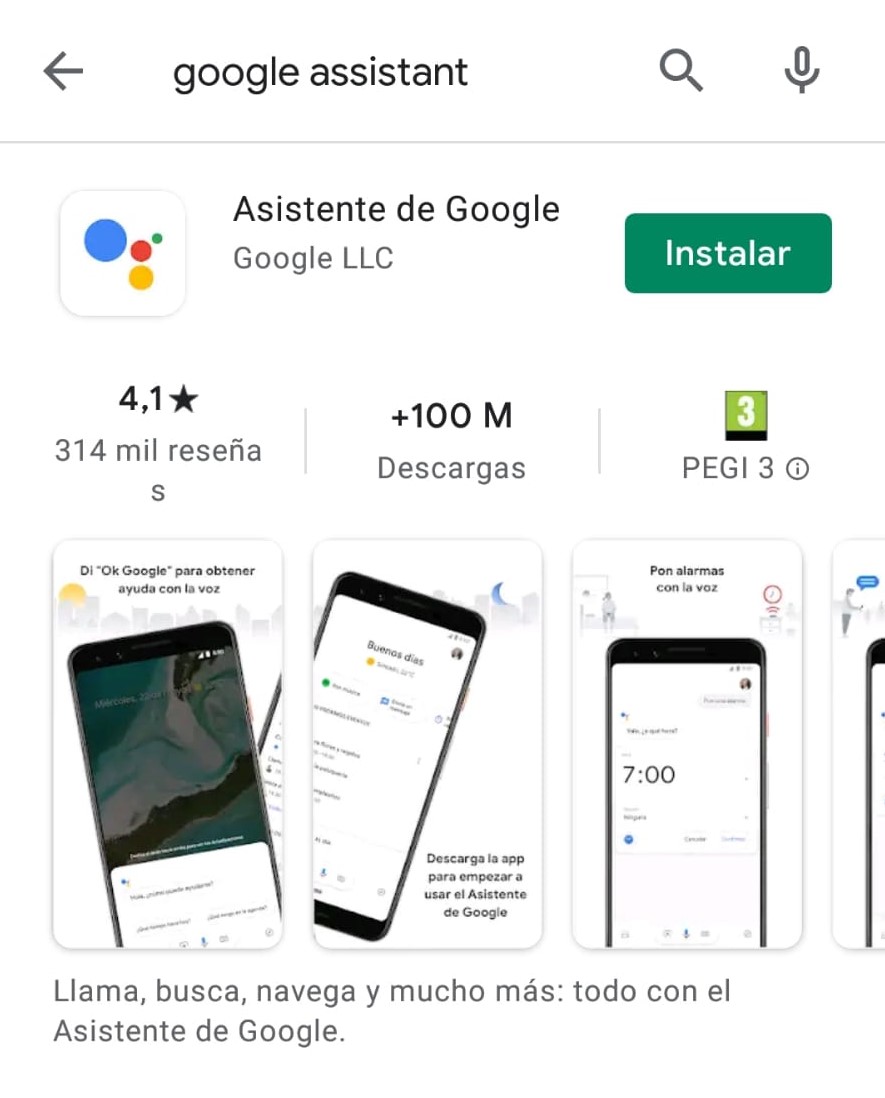 google assistant
Asistente de Google
Google LLC
Instalar
4,1★
314 mil reseña
s
+100 M
Descargas
3
PEGI 3
Di "Ok Google" para obtener
ayuda con la voz
Buenos días
Descarga la app
para empezar a
usar el Asistente
de Google
Pon alarmas
con la voz
7:00
Llama, busca, navega y mucho más: todo con el
Asistente de Google.